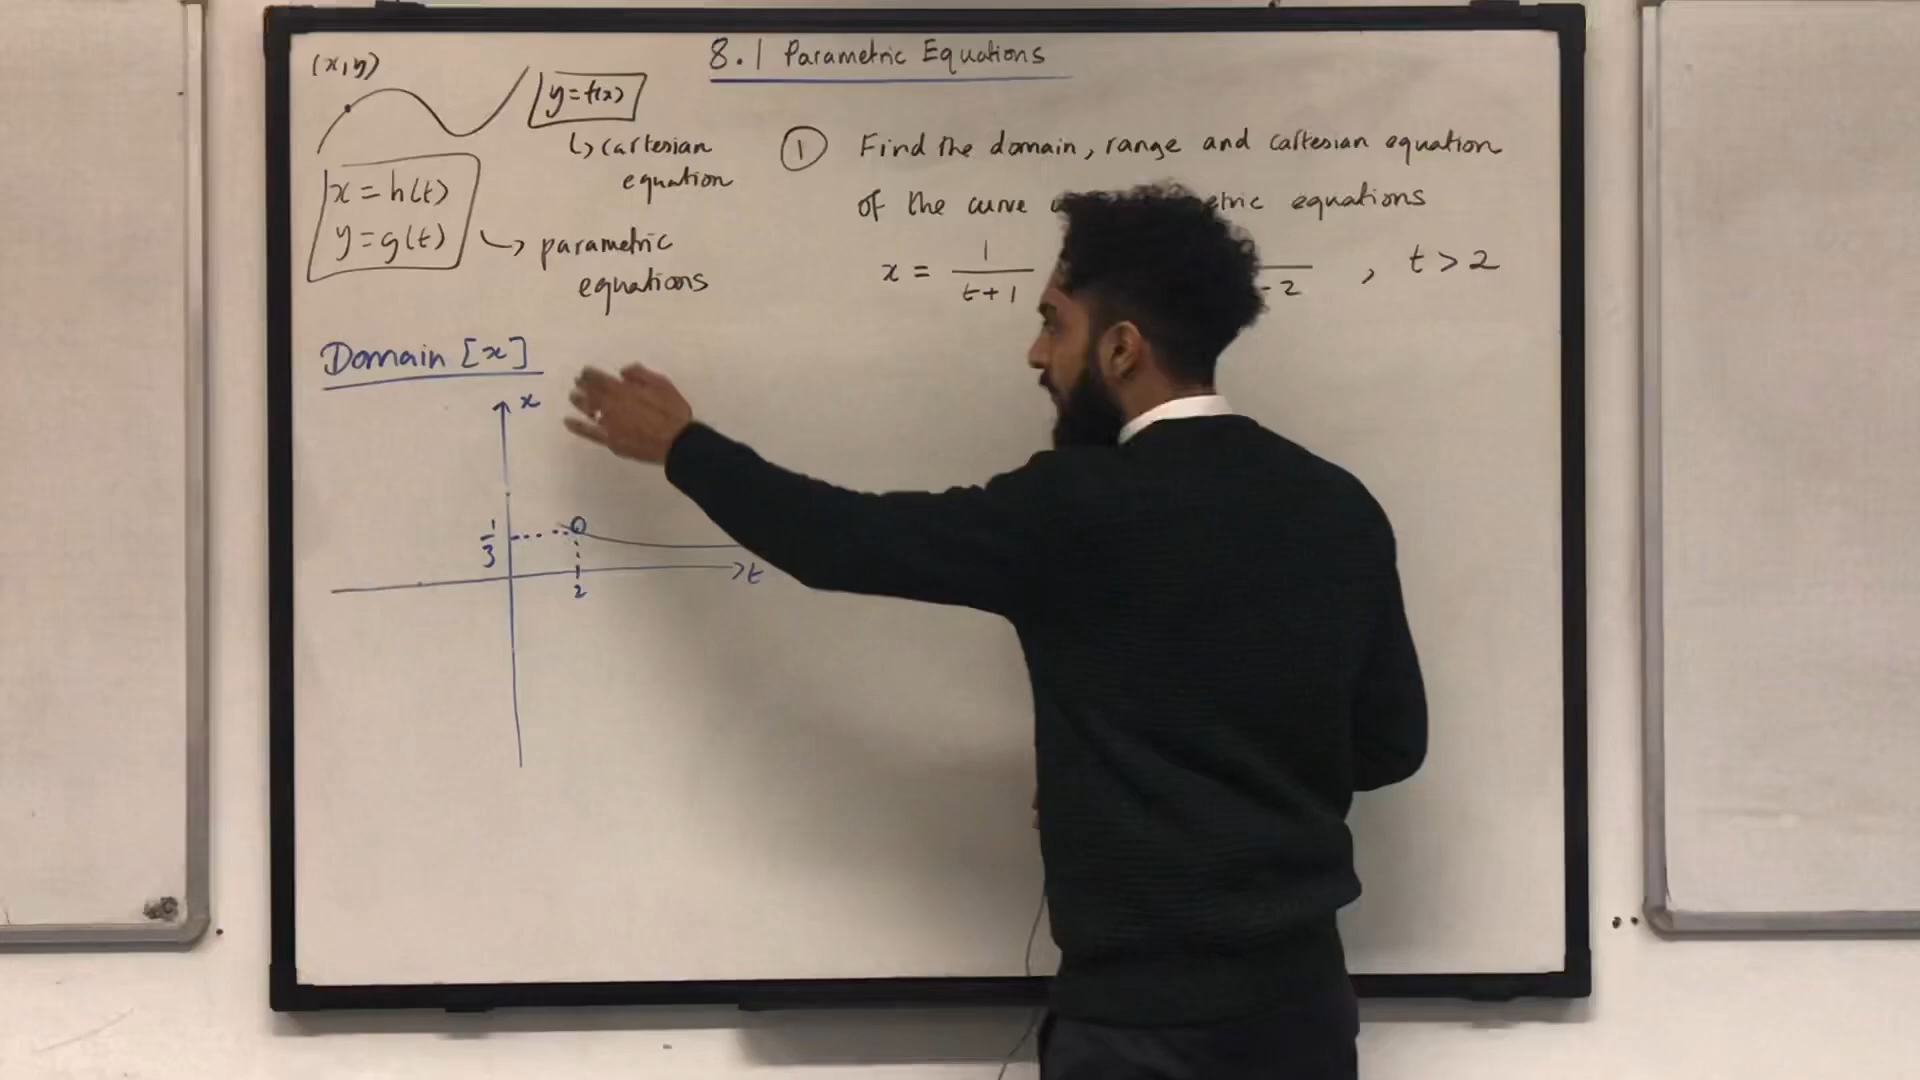 8.1 Parametric Equations
(x,y)
y=f(x)
↳ cartesian
equation
x = h(t)
y = g(t)
↳ parametric
equations
① Find the domain, range and cartesian equation
of the curve equations
x = 1/(t+1) - 2 , t > 2
Domain [x]
x
1/3
t
2